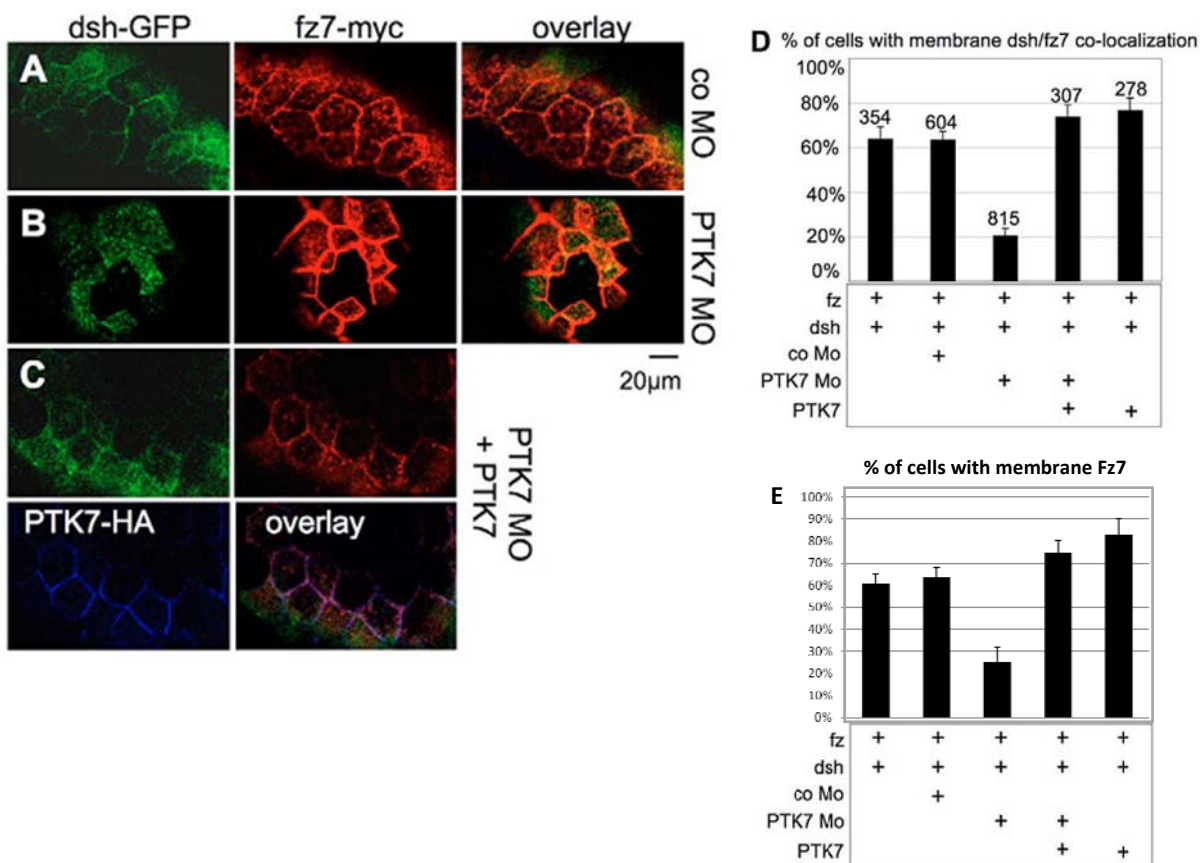 dsh-GFP fz7-myc overlay
A
co MO
B
PTK7 MO
20µm
C
PTK7-HA overlay
PTK7 MO
+ PTK7
D % of cells with membrane dsh/fz7 co-localization
100%
80%
60%
40%
20%
0%
354 604 815 307 278
fz + + + + +
dsh + + + + +
co Mo +
PTK7 Mo + +
PTK7 + +
% of cells with membrane Fz7
E
100%
90%
80%
70%
60%
50%
40%
30%
20%
10%
0%
fz + + + + +
dsh + + + + +
co Mo +
PTK7 Mo + +
PTK7 + +